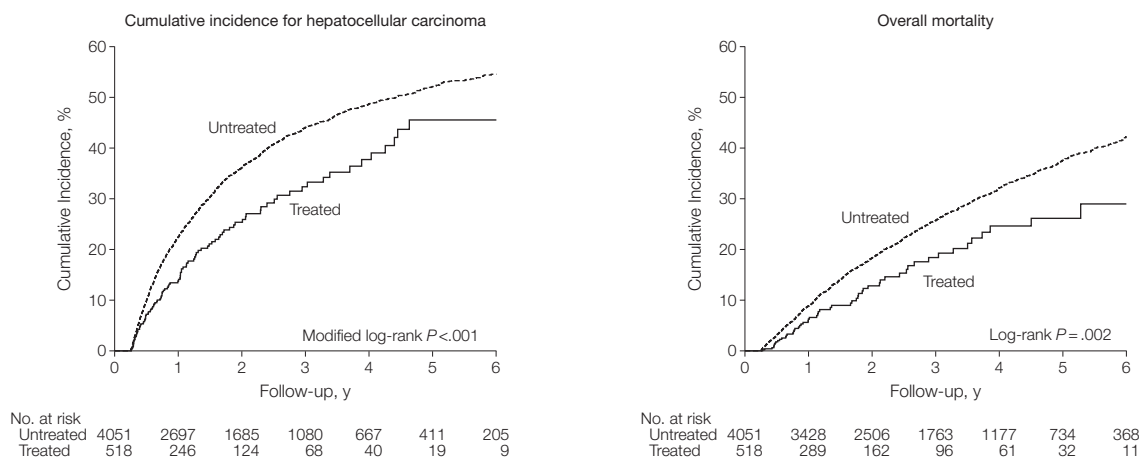 Cumulative incidence for hepatocellular carcinoma
60
50
40
30
20
10
0
Cumulative Incidence, %
Untreated
Treated
Modified log-rank P<.001
0 1 2 3 4 5 6
Follow-up, y
No. at risk
Untreated 4051 2697 1685 1080 667 411 205
Treated 518 246 124 68 40 19 9
Overall mortality
60
50
40
30
20
10
0
Cumulative Incidence, %
Untreated
Treated
Log-rank P=.002
0 1 2 3 4 5 6
Follow-up, y
No. at risk
Untreated 4051 3428 2506 1763 1177 734 368
Treated 518 289 162 96 61 32 11